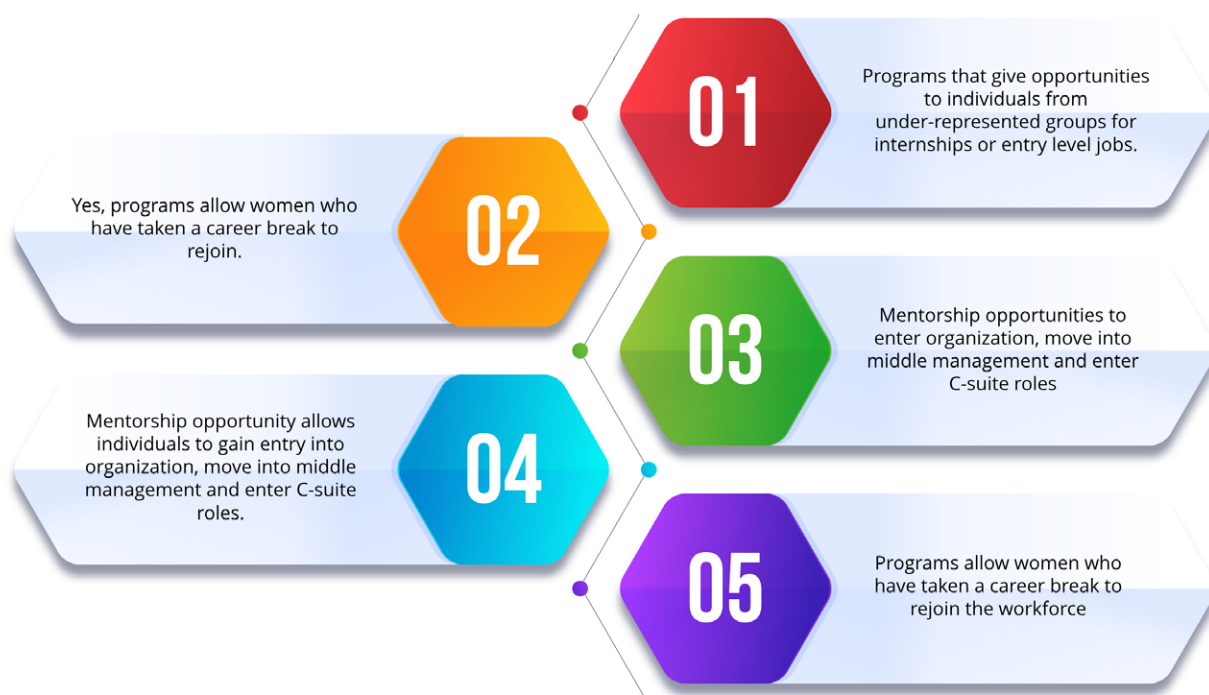 01
Programs that give opportunities
to individuals from
under-represented groups for
internships or entry level jobs.
02
Yes, programs allow women who
have taken a career break to
rejoin.
03
Mentorship opportunities to
enter organization, move into
middle management and enter
C-suite roles
04
Mentorship opportunity allows
individuals to gain entry into
organization, move into middle
management and enter C-suite
roles.
05
Programs allow women who
have taken a career break to
rejoin the workforce